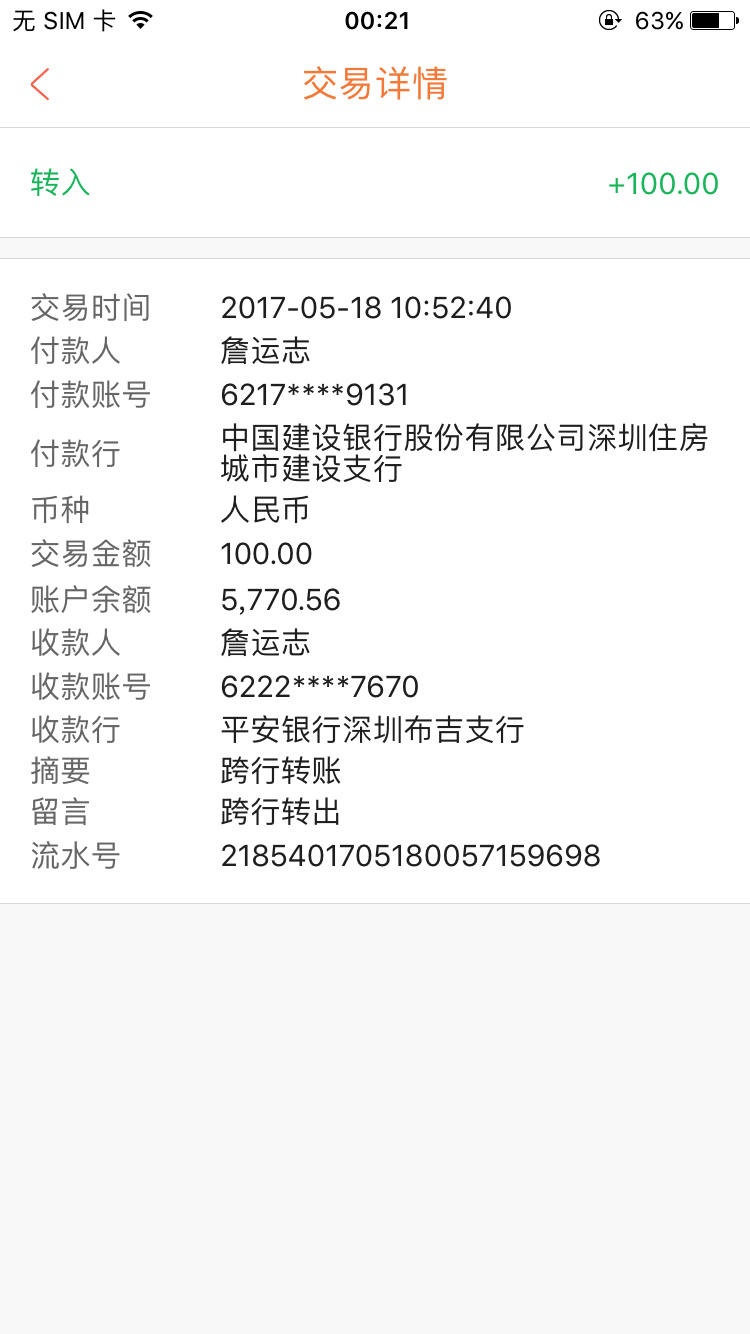 无 SIM 卡 00:21 63%
交易详情
转入 +100.00
交易时间 2017-05-18 10:52:40
付款人 詹运志
付款账号 6217****9131
付款行 中国建设银行股份有限公司深圳住房
城市建设支行
币种 人民币
交易金额 100.00
账户余额 5,770.56
收款人 詹运志
收款账号 6222****7670
收款行 平安银行深圳布吉支行
摘要 跨行转账
留言 跨行转出
流水号 2185401705180057159698